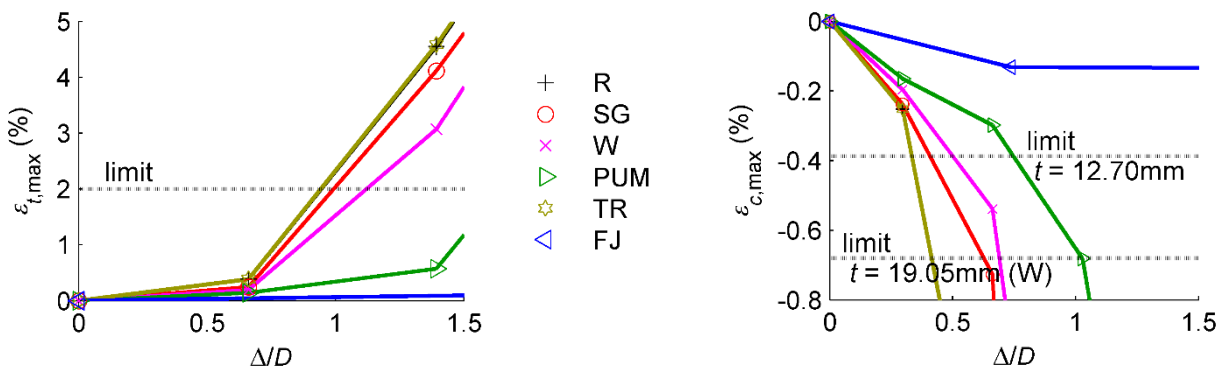 5
4
3
2
1
0
ε_t,max (%)
limit
0
0.5
1
1.5
Δ/D
R
SG
W
PUM
TR
FJ
0
-0.2
-0.4
-0.6
-0.8
ε_c,max (%)
limit
t = 12.70mm
limit
t = 19.05mm (W)
0
0.5
1
1.5
Δ/D